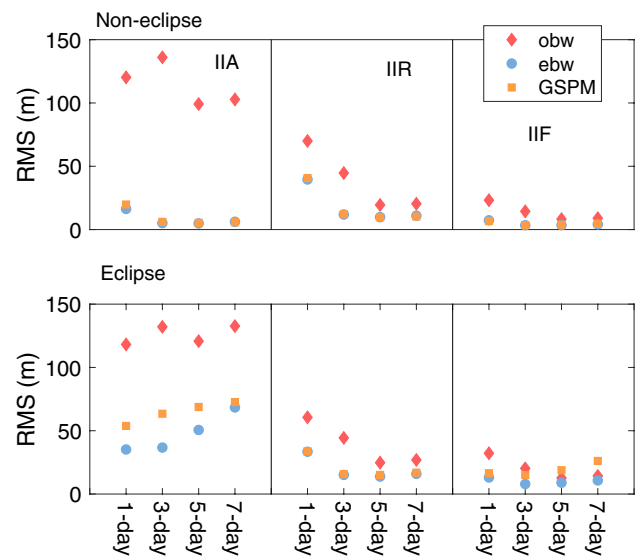 Non-eclipse
150
100
50
0
RMS (m)
IIA
IIR
IIF
obw
ebw
GSPM
Eclipse
150
100
50
0
RMS (m)
1-day
3-day
5-day
7-day
1-day
3-day
5-day
7-day
1-day
3-day
5-day
7-day